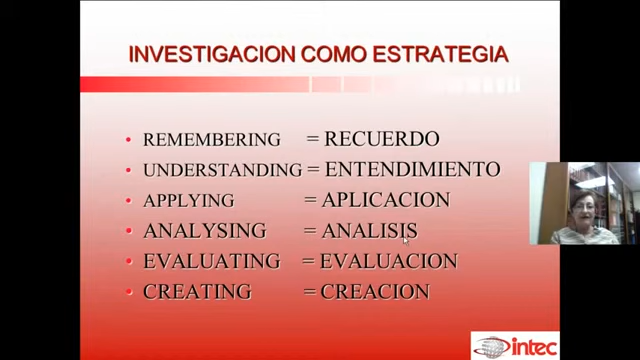 INVESTIGACION COMO ESTRATEGIA
• REMEMBERING = RECUERDO
• UNDERSTANDING = ENTENDIMIENTO
• APPLYING = APLICACION
• ANALYSING = ANALISIS
• EVALUATING = EVALUACION
• CREATING = CREACION
intec